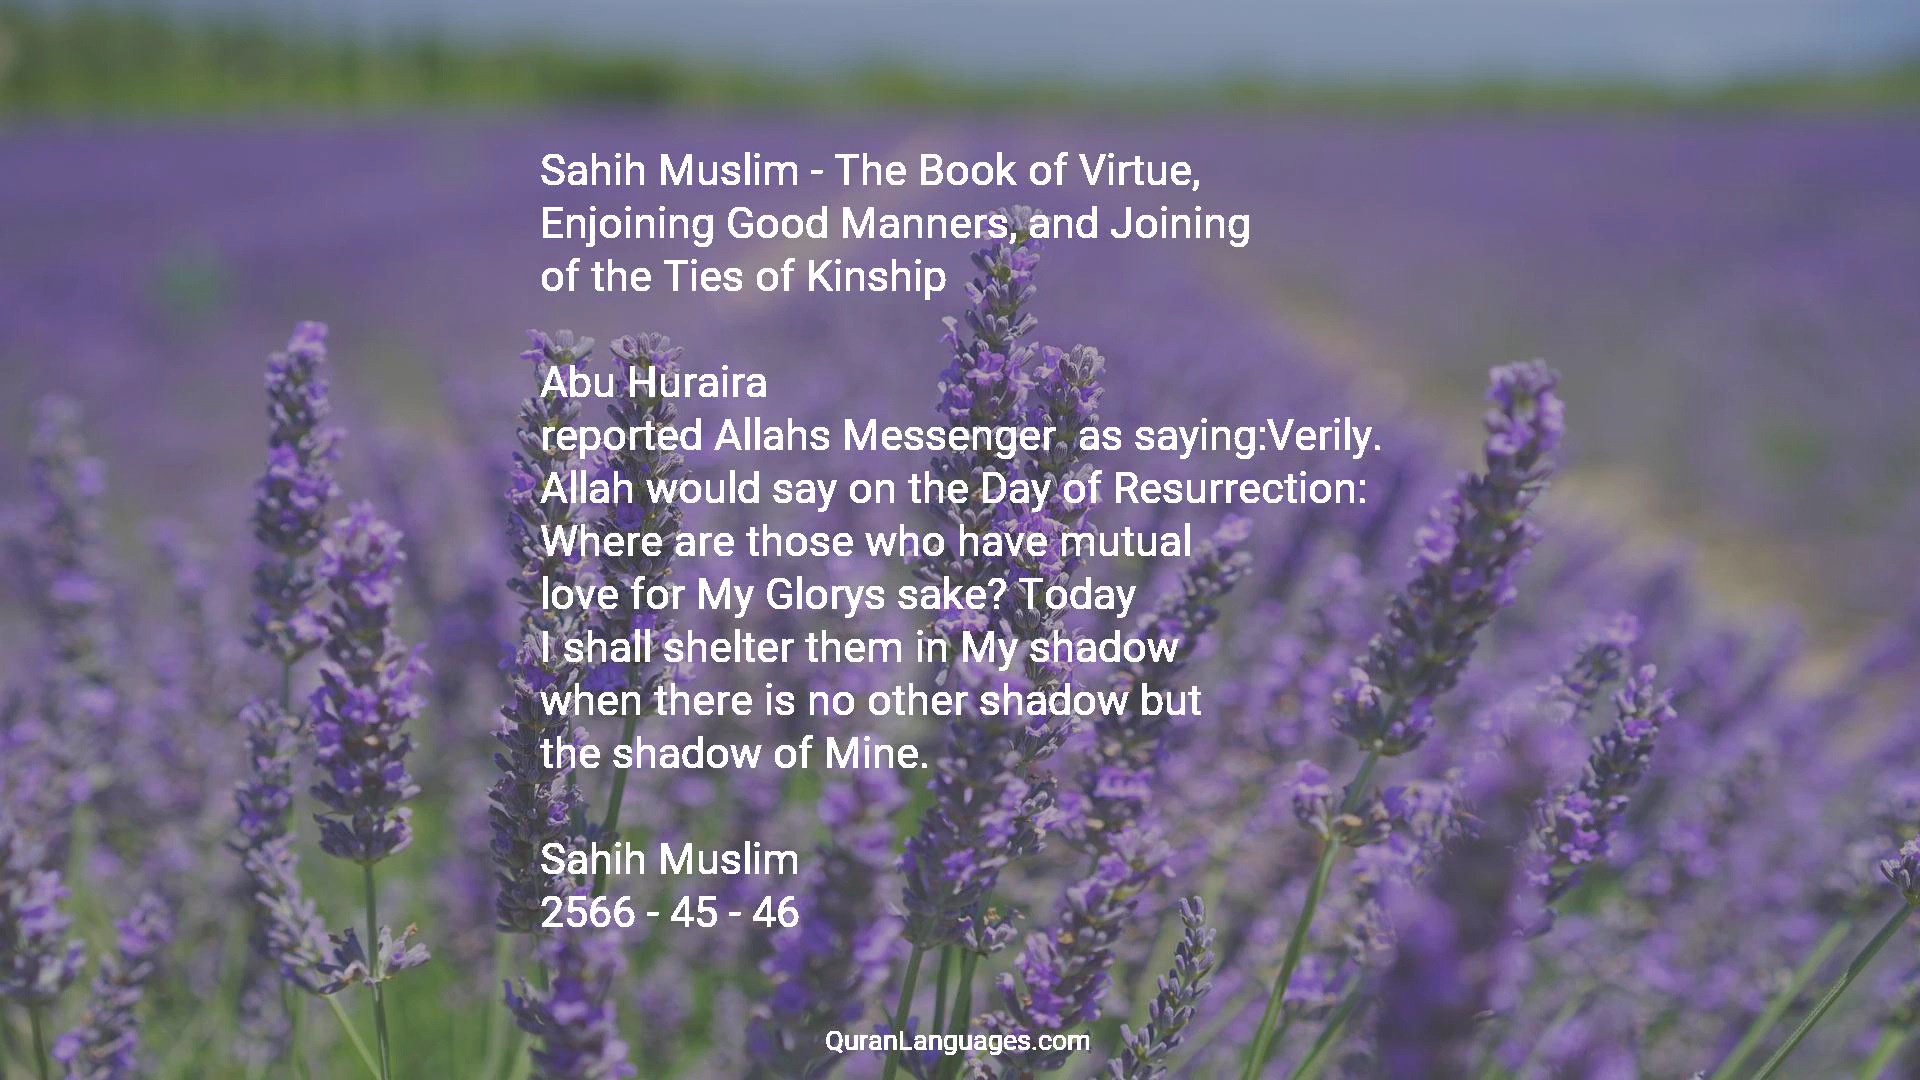 Sahih Muslim - The Book of Virtue,
Enjoining Good Manners, and Joining
of the Ties of Kinship
Abu Huraira
reported Allahs Messenger  as saying:Verily.
Allah would say on the Day of Resurrection:
Where are those who have mutual
love for My Glorys sake? Today
I shall shelter them in My shadow
when there is no other shadow but
the shadow of Mine.
Sahih Muslim
2566 - 45 - 46
QuranLanguages.com